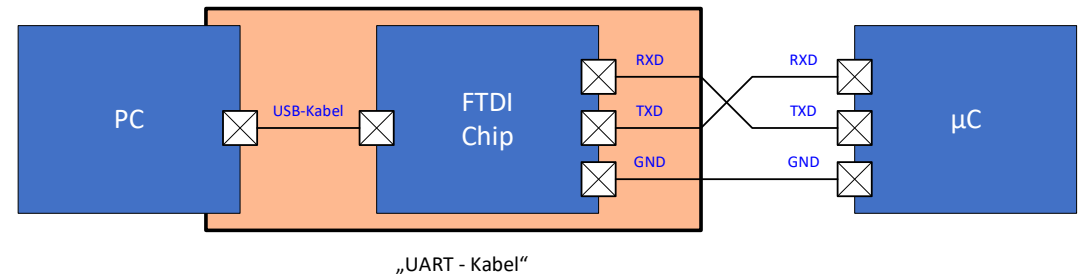 PC
USB-Kabel
FTDI
Chip
RXD
TXD
GND
RXD
TXD
GND
µC
„UART - Kabel“